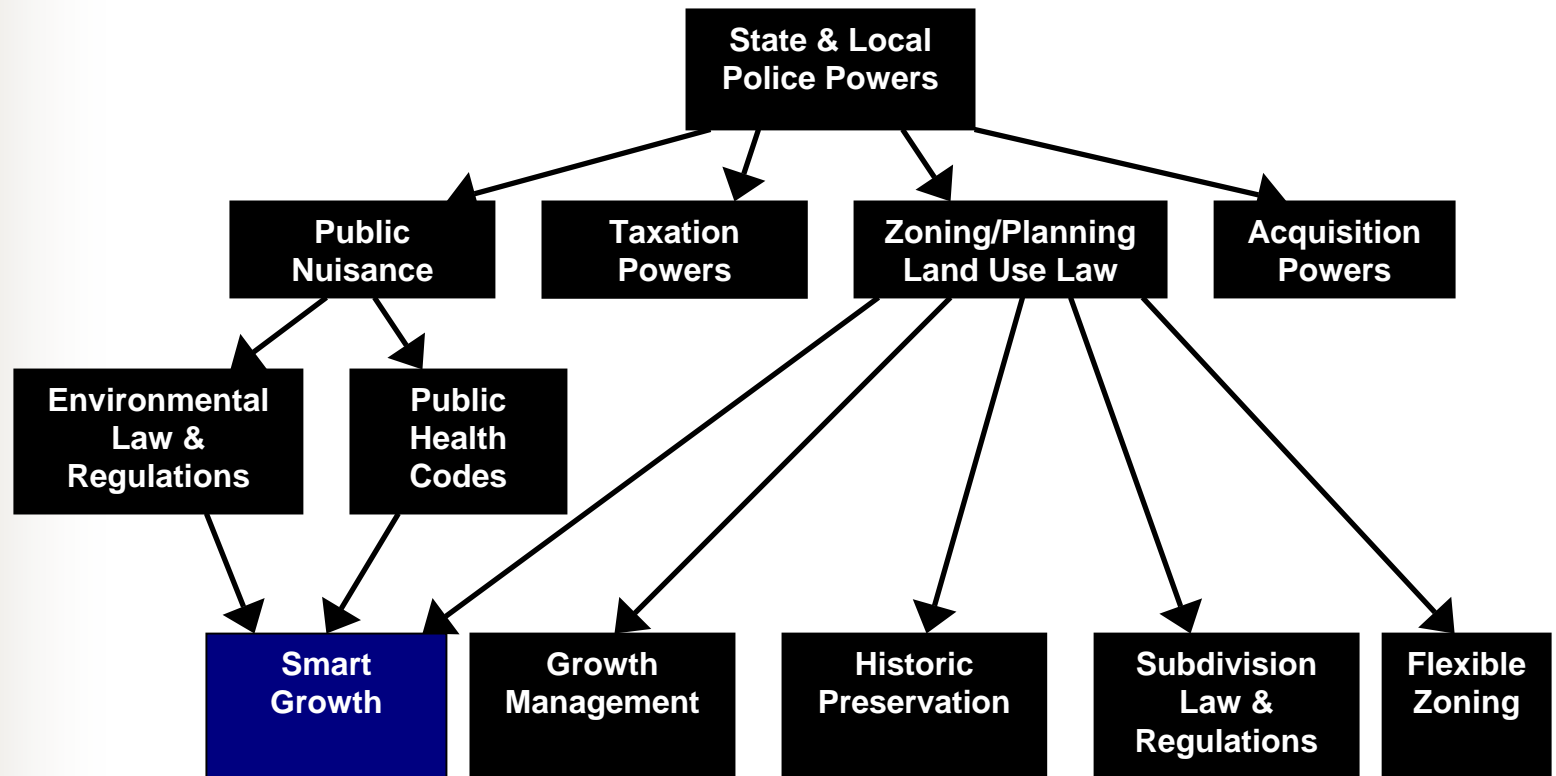 State & Local
Police Powers
Public
Nuisance
Taxation
Powers
Zoning/Planning
Land Use Law
Acquisition
Powers
Environmental
Law &
Regulations
Public
Health
Codes
Smart
Growth
Growth
Management
Historic
Preservation
Subdivision
Law &
Regulations
Flexible
Zoning